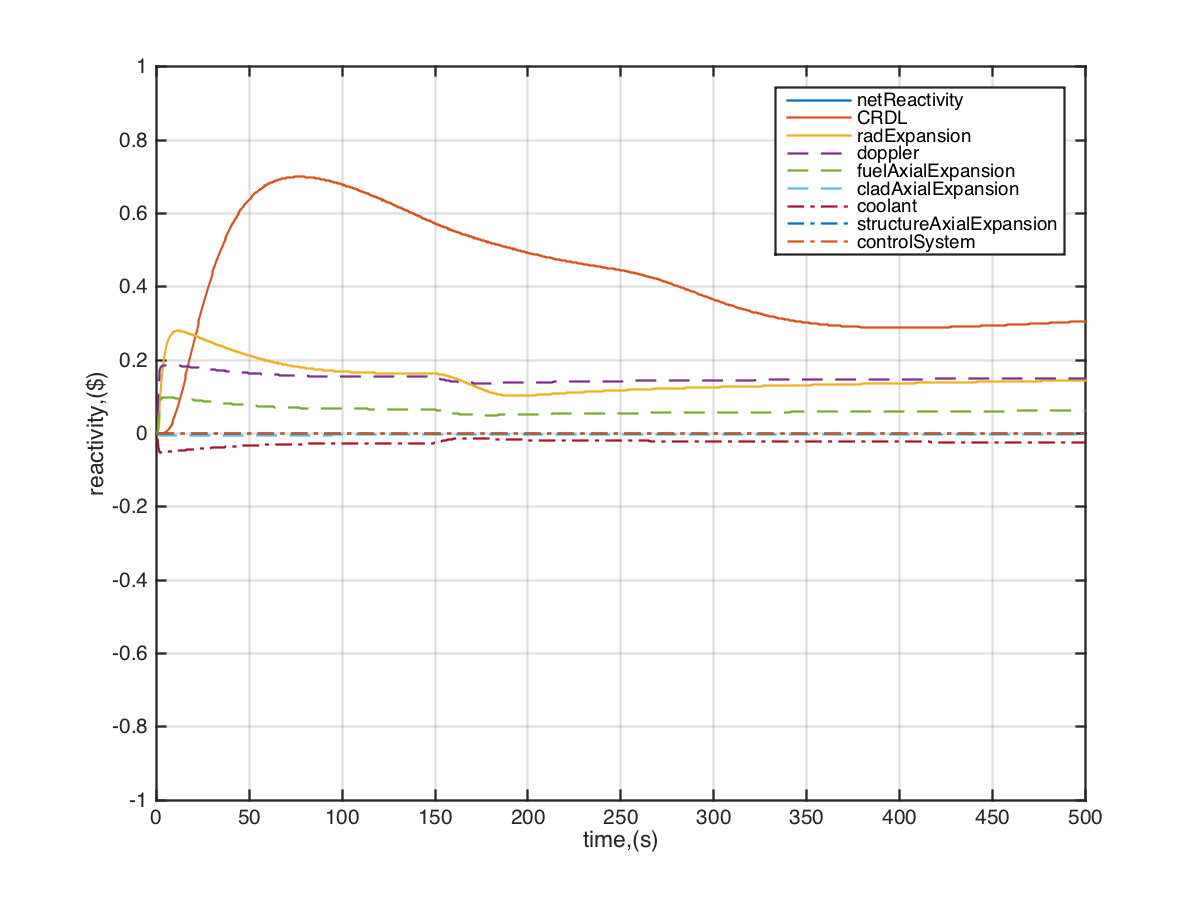 1
0.8
0.6
0.4
0.2
0
-0.2
-0.4
-0.6
-0.8
-1
reactivity,($)
0 50 100 150 200 250 300 350 400 450 500
time,(s)
netReactivity
CRDL
radExpansion
doppler
fuelAxialExpansion
cladAxialExpansion
coolant
structureAxialExpansion
controlSystem